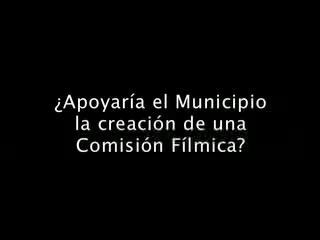 ¿Apoyaría el Municipio
la creación de una
Comisión Fílmica?